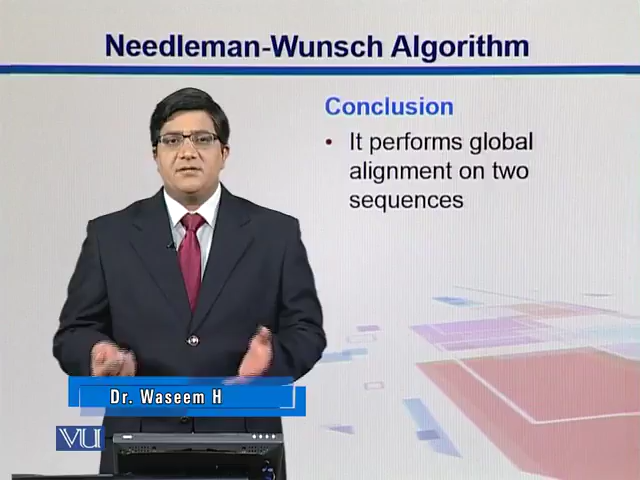 Needleman-Wunsch Algorithm
Conclusion
• It performs global
alignment on two
sequences
Dr. Waseem H
VU